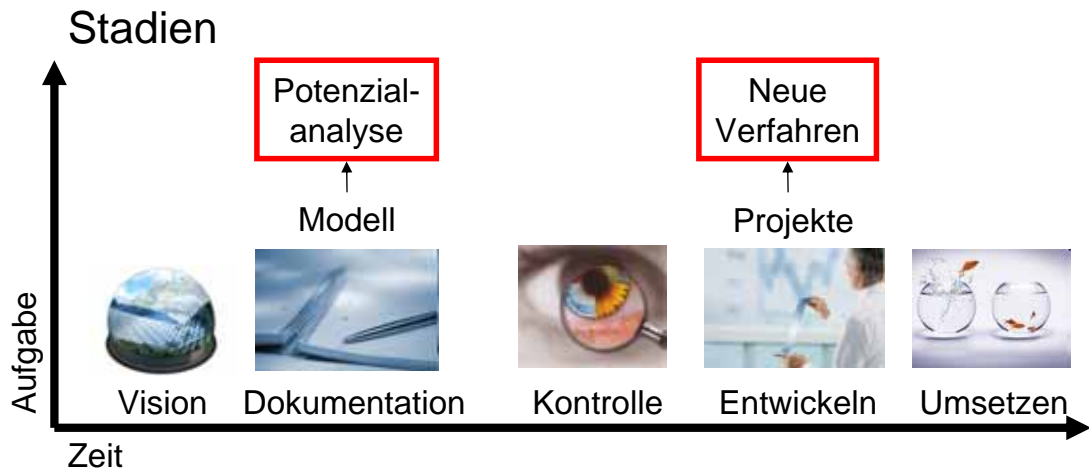 Stadien
Potenzial-
analyse
Neue
Verfahren
Modell
Projekte
Aufgabe
Vision
Dokumentation
Kontrolle
Entwickeln
Umsetzen
Zeit